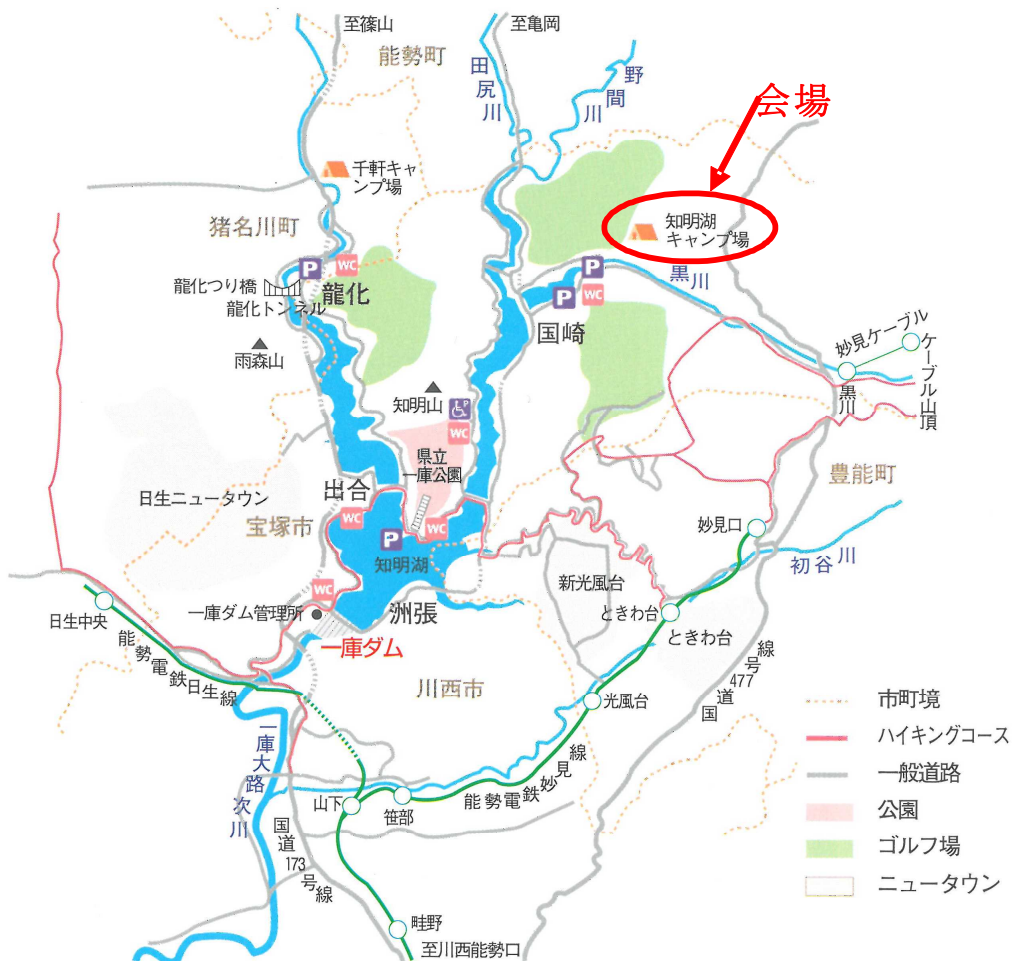 至篠山
能勢町
至亀岡
田尻川
野間川
会場
千軒キャ
ンプ場
猪名川町
知明湖
キャンプ場
P
WC
龍化つり橋
龍化
龍化トンネル
P
P
WC
黒川
国崎
雨森山
知明山
P
WC
妙見ケーブル
ケーブル山頂
黒川
県立
一庫公園
日生ニュータウン
出合
WC
宝塚市
P
WC
知明湖
豊能町
妙見口
初谷川
新光風台
WC
洲張
一庫ダム管理所
一庫ダム
ときわ台
ときわ台
日生中央
能勢電鉄日生線
川西市
光風台
国道477号線
一庫大路次川
能勢電鉄妙見線
山下
笹部
国道173号線
畦野
至川西能勢口
市町境
ハイキングコース
一般道路
公園
ゴルフ場
ニュータウン